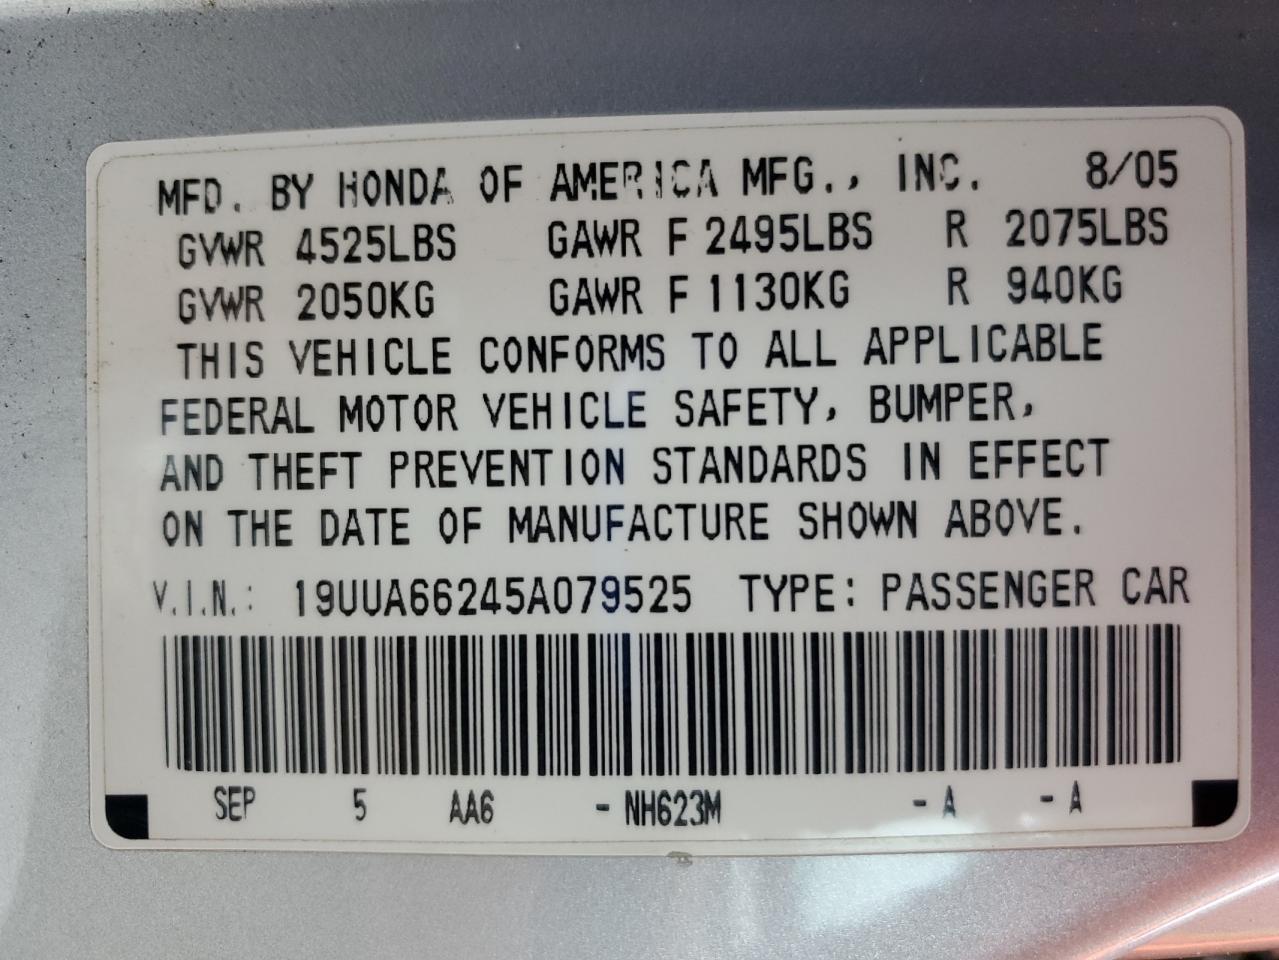 MFD. BY HONDA OF AMERICA MFG., INC. 8/05
GVWR 4525LBS GAWR F 2495LBS R 2075LBS
GVWR 2050KG GAWR F 1130KG R 940KG
THIS VEHICLE CONFORMS TO ALL APPLICABLE
FEDERAL MOTOR VEHICLE SAFETY, BUMPER,
AND THEFT PREVENTION STANDARDS IN EFFECT
ON THE DATE OF MANUFACTURE SHOWN ABOVE.
V.I.N.: 19UUA66245A079525 TYPE: PASSENGER CAR
SEP 5 AA6 - NH623M - A - A